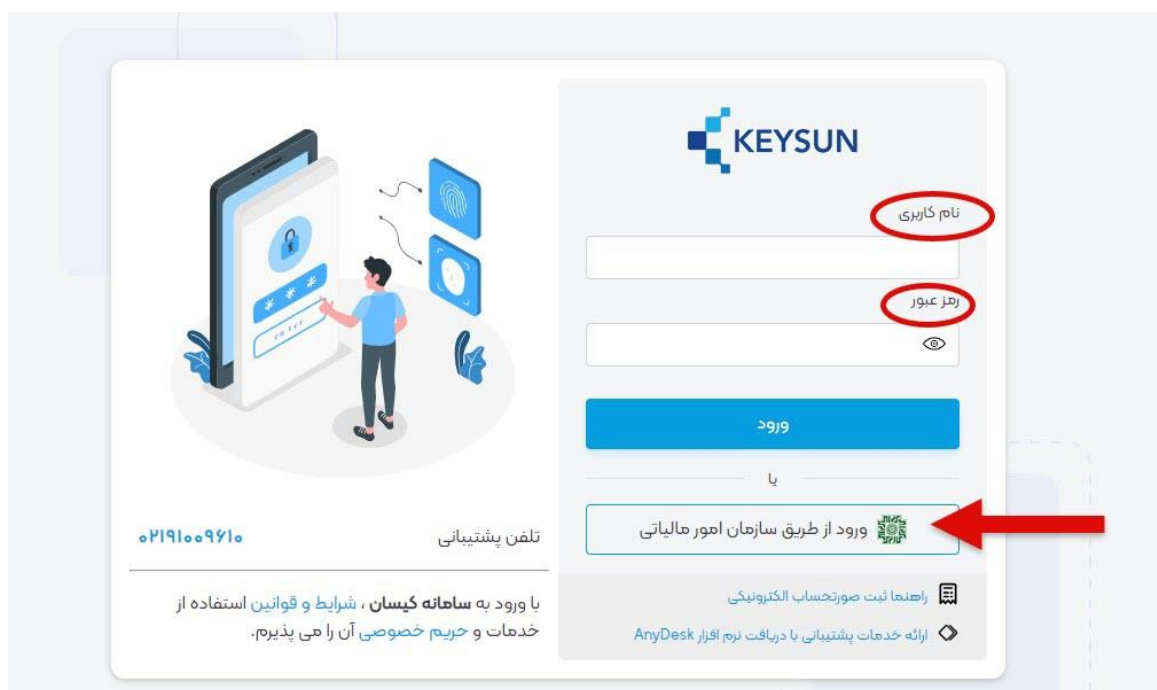 KEYSUN
نام کاربری
رمز عبور
ورود
یا
ورود از طریق سازمان امور مالیاتی
راهنما ثبت صورتحساب الکترونیکی
ارائه خدمات پشتیبانی با دریافت نرم افزار AnyDesk
* * *
enter
تلفن پشتیبانی ۰۲۱۹۱۰۰۹۶۱۰
با ورود به سامانه کیسان ، شرایط و قوانین استفاده از
خدمات و حریم خصوصی آن را می پذیرم.